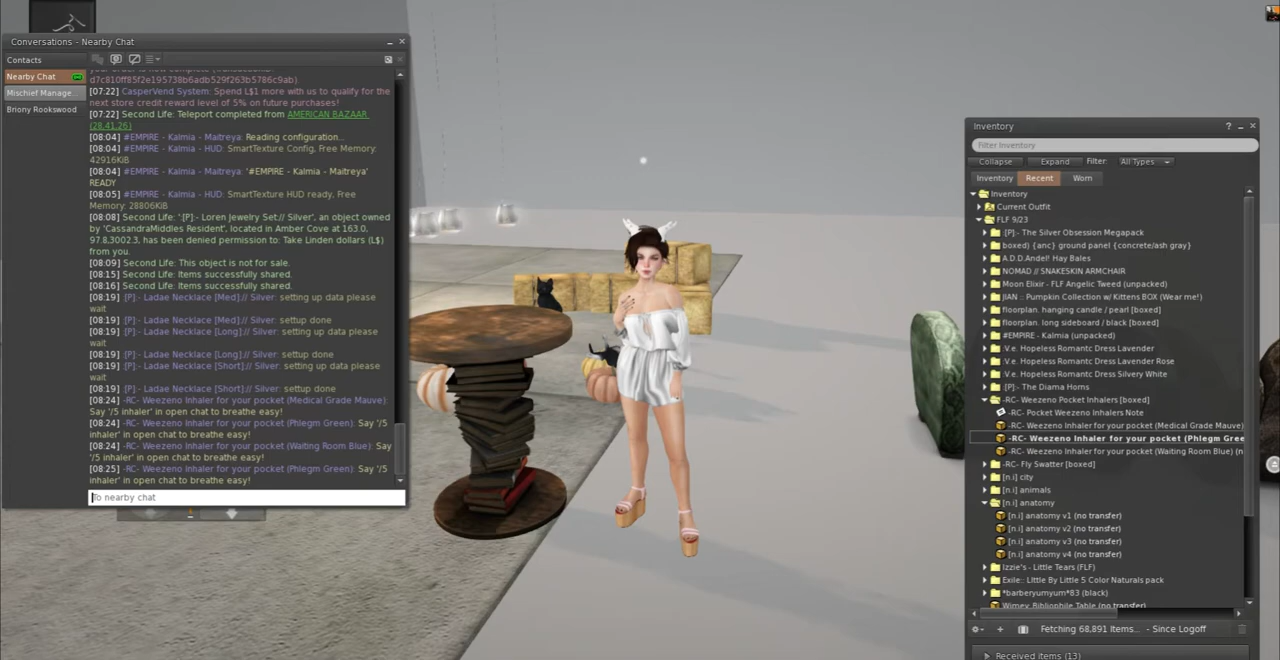 Conversations - Nearby Chat
Contacts
Nearby Chat
Mischief Manage...
Briony Rookswood
d7c810ff85f2e195738b6adb529f263b5786c9ab).
[07:22] CasperVend System: Spend L$1 more with us to qualify for the
next store credit reward level of 5% on future purchases!
[07:22] Second Life: Teleport completed from AMERICAN BAZAAR
(28,41,26)
[08:04] #EMPIRE - Kalmia - Maitreya: Reading configuration...
[08:04] #EMPIRE - Kalmia - HUD: SmartTexture Config, Free Memory:
42916KiB
[08:04] #EMPIRE - Kalmia - Maitreya: '#EMPIRE - Kalmia - Maitreya'
READY
[08:05] #EMPIRE - Kalmia - HUD: SmartTexture HUD ready, Free
Memory: 28806KiB
[08:08] Second Life: ':[P]:- Loren Jewelry Set:// Silver', an object owned
by 'CassandraMiddles Resident', located in Amber Cove at 163.0,
97.8,3002.3, has been denied permission to: Take Linden dollars (L$)
from you.
[08:09] Second Life: This object is not for sale.
[08:15] Second Life: Items successfully shared.
[08:16] Second Life: Items successfully shared.
[08:19] :[P]:- Ladae Necklace [Med]:// Silver: setting up data please
wait
[08:19] :[P]:- Ladae Necklace [Med]:// Silver: settup done
[08:19] :[P]:- Ladae Necklace [Long]:// Silver: setting up data please
wait
[08:19] :[P]:- Ladae Necklace [Long]:// Silver: settup done
[08:19] :[P]:- Ladae Necklace [Short]:// Silver: setting up data please
wait
[08:19] :[P]:- Ladae Necklace [Short]:// Silver: settup done
[08:24] -RC- Weezeno Inhaler for your pocket (Medical Grade Mauve):
Say '/5 inhaler' in open chat to breathe easy!
[08:24] -RC- Weezeno Inhaler for your pocket (Phlegm Green): Say '/5
inhaler' in open chat to breathe easy!
[08:24] -RC- Weezeno Inhaler for your pocket (Waiting Room Blue): Say
'/5 inhaler' in open chat to breathe easy!
[08:25] -RC- Weezeno Inhaler for your pocket (Phlegm Green): Say '/5
inhaler' in open chat to breathe easy!
To nearby chat
Inventory
Filter Inventory
Collapse Expand Filter: All Types
Inventory Recent Worn
Inventory
Current Outfit
FLF 9/23
:[P]:- The Silver Obsession Megapack
boxed) {anc} ground panel {concrete/ash gray}
A.D.D.Andel! Hay Bales
NOMAD // SNAKESKIN ARMCHAIR
Moon Elixir - FLF Angelic Tweed (unpacked)
JIAN :: Pumpkin Collection w/ Kittens BOX (Wear me!)
floorplan. hanging candle / pearl [boxed]
floorplan. long sideboard / black [boxed]
#EMPIRE - Kalmia (unpacked)
:V.e. Hopeless Romantc Dress Lavender
:V.e. Hopeless Romantc Dress Lavender Rose
:V.e. Hopeless Romantc Dress Silvery White
:[P]:- The Diama Horns
-RC- Weezeno Pocket Inhalers [boxed]
-RC- Pocket Weezeno Inhalers Note
-RC- Weezeno Inhaler for your pocket (Medical Grade Mauve)
-RC- Weezeno Inhaler for your pocket (Phlegm Gree
-RC- Weezeno Inhaler for your pocket (Waiting Room Blue) (n
-RC- Fly Swatter [boxed]
[n.i] city
[n.i] animals
[n.i] anatomy
[n.i] anatomy v1 (no transfer)
[n.i] anatomy v2 (no transfer)
[n.i] anatomy v3 (no transfer)
[n.i] anatomy v4 (no transfer)
Izzie's - Little Tears (FLF)
Exile:: LIttle By Little 5 Color Naturals pack
*barberyumyum*83 (black)
Wimey: Bibliophile Table (no transfer)
Fetching 68,891 Items... - Since Logoff
Received items (13)